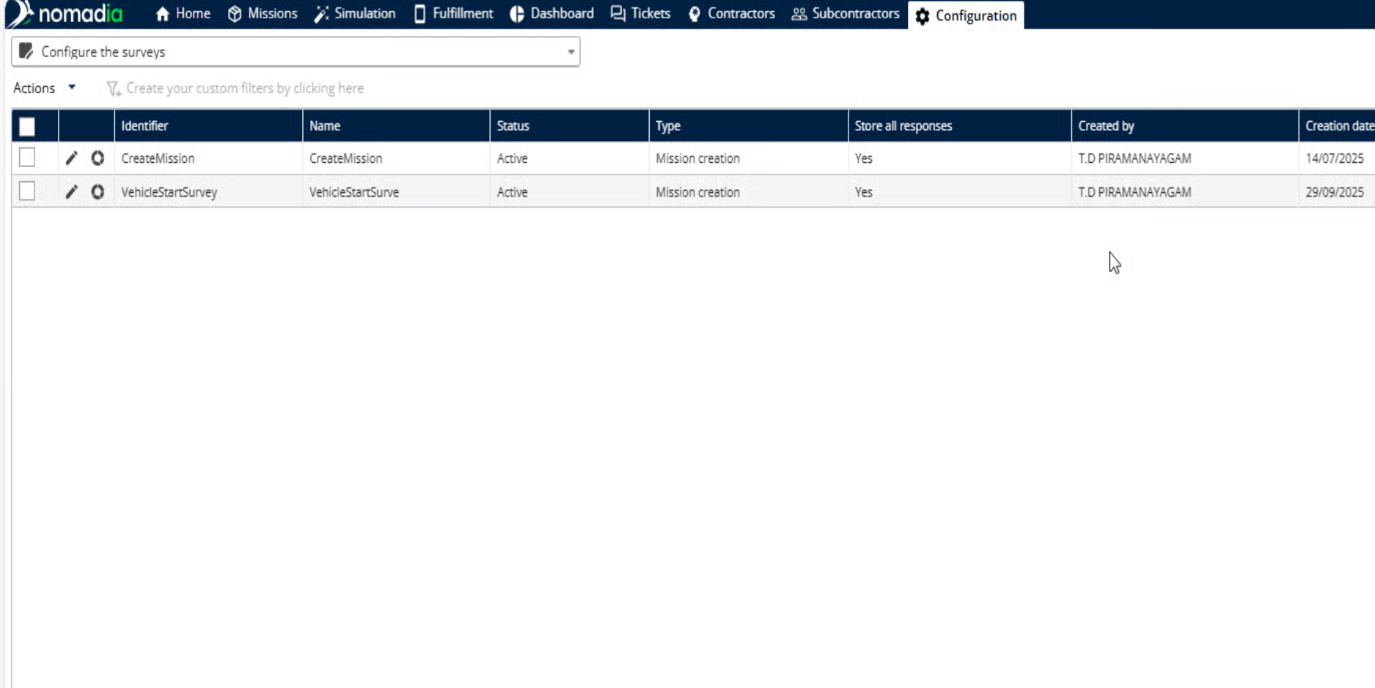 nomadia Home Missions Simulation Fulfillment Dashboard Tickets Contractors Subcontractors Configuration
Configure the surveys
Actions Create your custom filters by clicking here
Identifier Name Status Type Store all responses Created by Creation date
CreateMission CreateMission Active Mission creation Yes T.D PIRAMANAYAGAM 14/07/2025
VehicleStartSurvey VehicleStartSurve Active Mission creation Yes T.D PIRAMANAYAGAM 29/09/2025